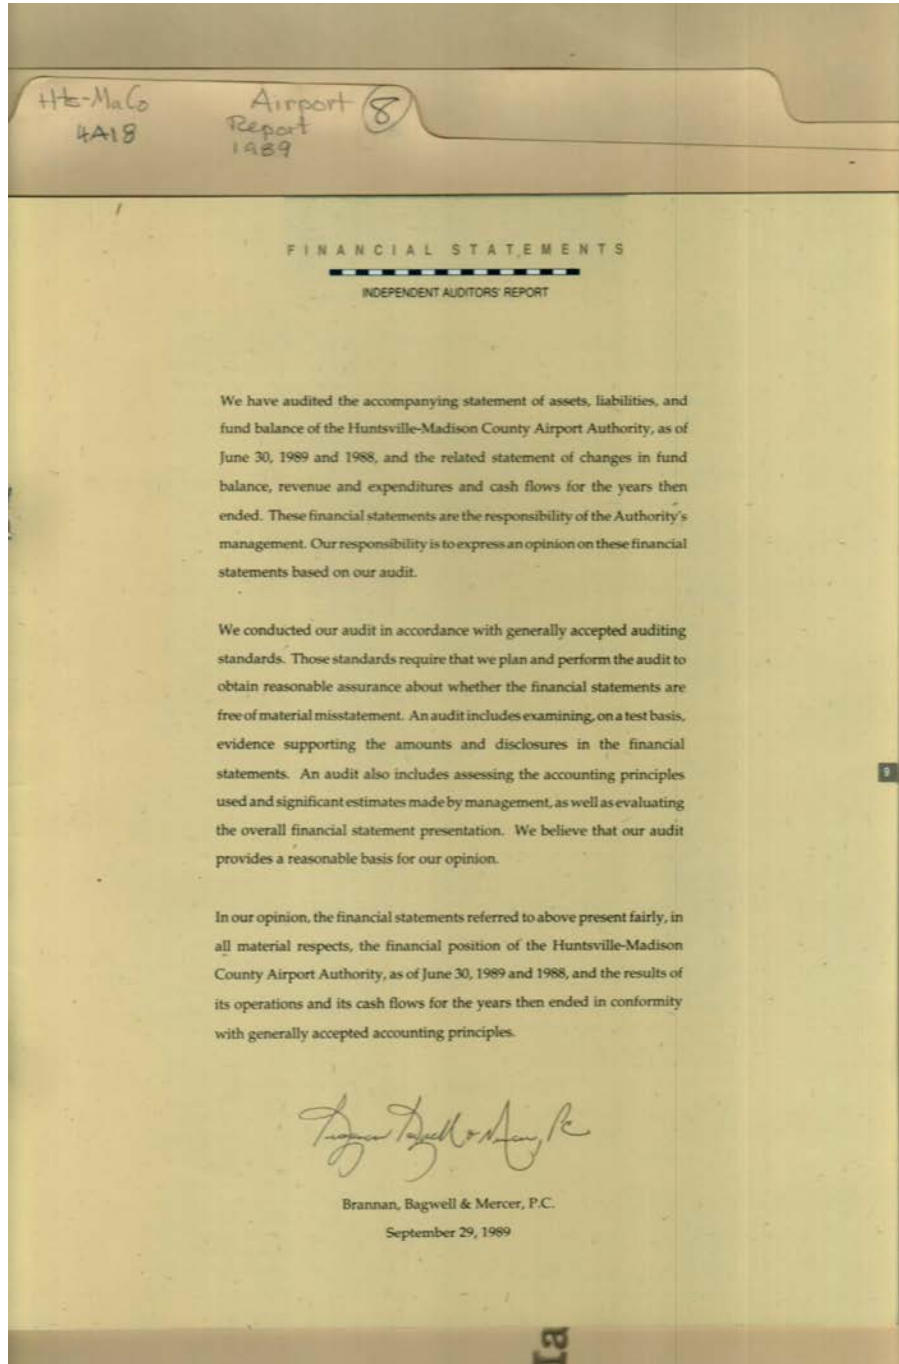 Hts-MaCo Airport 8
4A18 Report
1989
FINANCIAL STATEMENTS
INDEPENDENT AUDITORS' REPORT
We have audited the accompanying statement of assets, liabilities, and
fund balance of the Huntsville-Madison County Airport Authority, as of
June 30, 1989 and 1988, and the related statement of changes in fund
balance, revenue and expenditures and cash flows for the years then
ended. These financial statements are the responsibility of the Authority's
management. Our responsibility is to express an opinion on these financial
statements based on our audit.
We conducted our audit in accordance with generally accepted auditing
standards. Those standards require that we plan and perform the audit to
obtain reasonable assurance about whether the financial statements are
free of material misstatement. An audit includes examining, on a test basis,
evidence supporting the amounts and disclosures in the financial
statements. An audit also includes assessing the accounting principles
used and significant estimates made by management, as well as evaluating
the overall financial statement presentation. We believe that our audit
provides a reasonable basis for our opinion.
9
In our opinion, the financial statements referred to above present fairly, in
all material respects, the financial position of the Huntsville-Madison
County Airport Authority, as of June 30, 1989 and 1988, and the results of
its operations and its cash flows for the years then ended in conformity
with generally accepted accounting principles.
Brannan, Bagwell & Mercer, P.C.
September 29, 1989
Ia